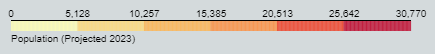 0 5,128 10,257 15,385 20,513 25,642 30,770
Population (Projected 2023)